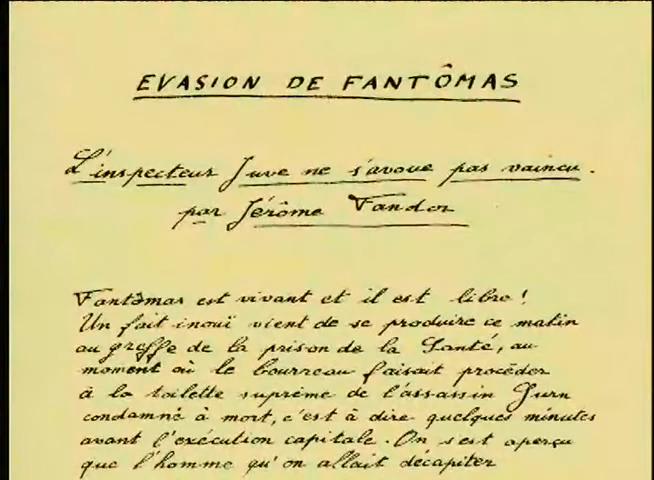 EVASION DE FANTÔMAS
L'inspecteur Juve ne s'avoue pas vaincu.
par Jérôme Fandor
Fantômas est vivant et il est libre!
Un fait inouï vient de se produire ce matin
au greffe de la prison de la Santé, au
moment où le bourreau faisait procéder
à la toilette suprême de l'assassin Gurn
condamné à mort, c'est à dire quelques minutes
avant l'exécution capitale. On s'est aperçu
que l'homme qu'on allait décapiter